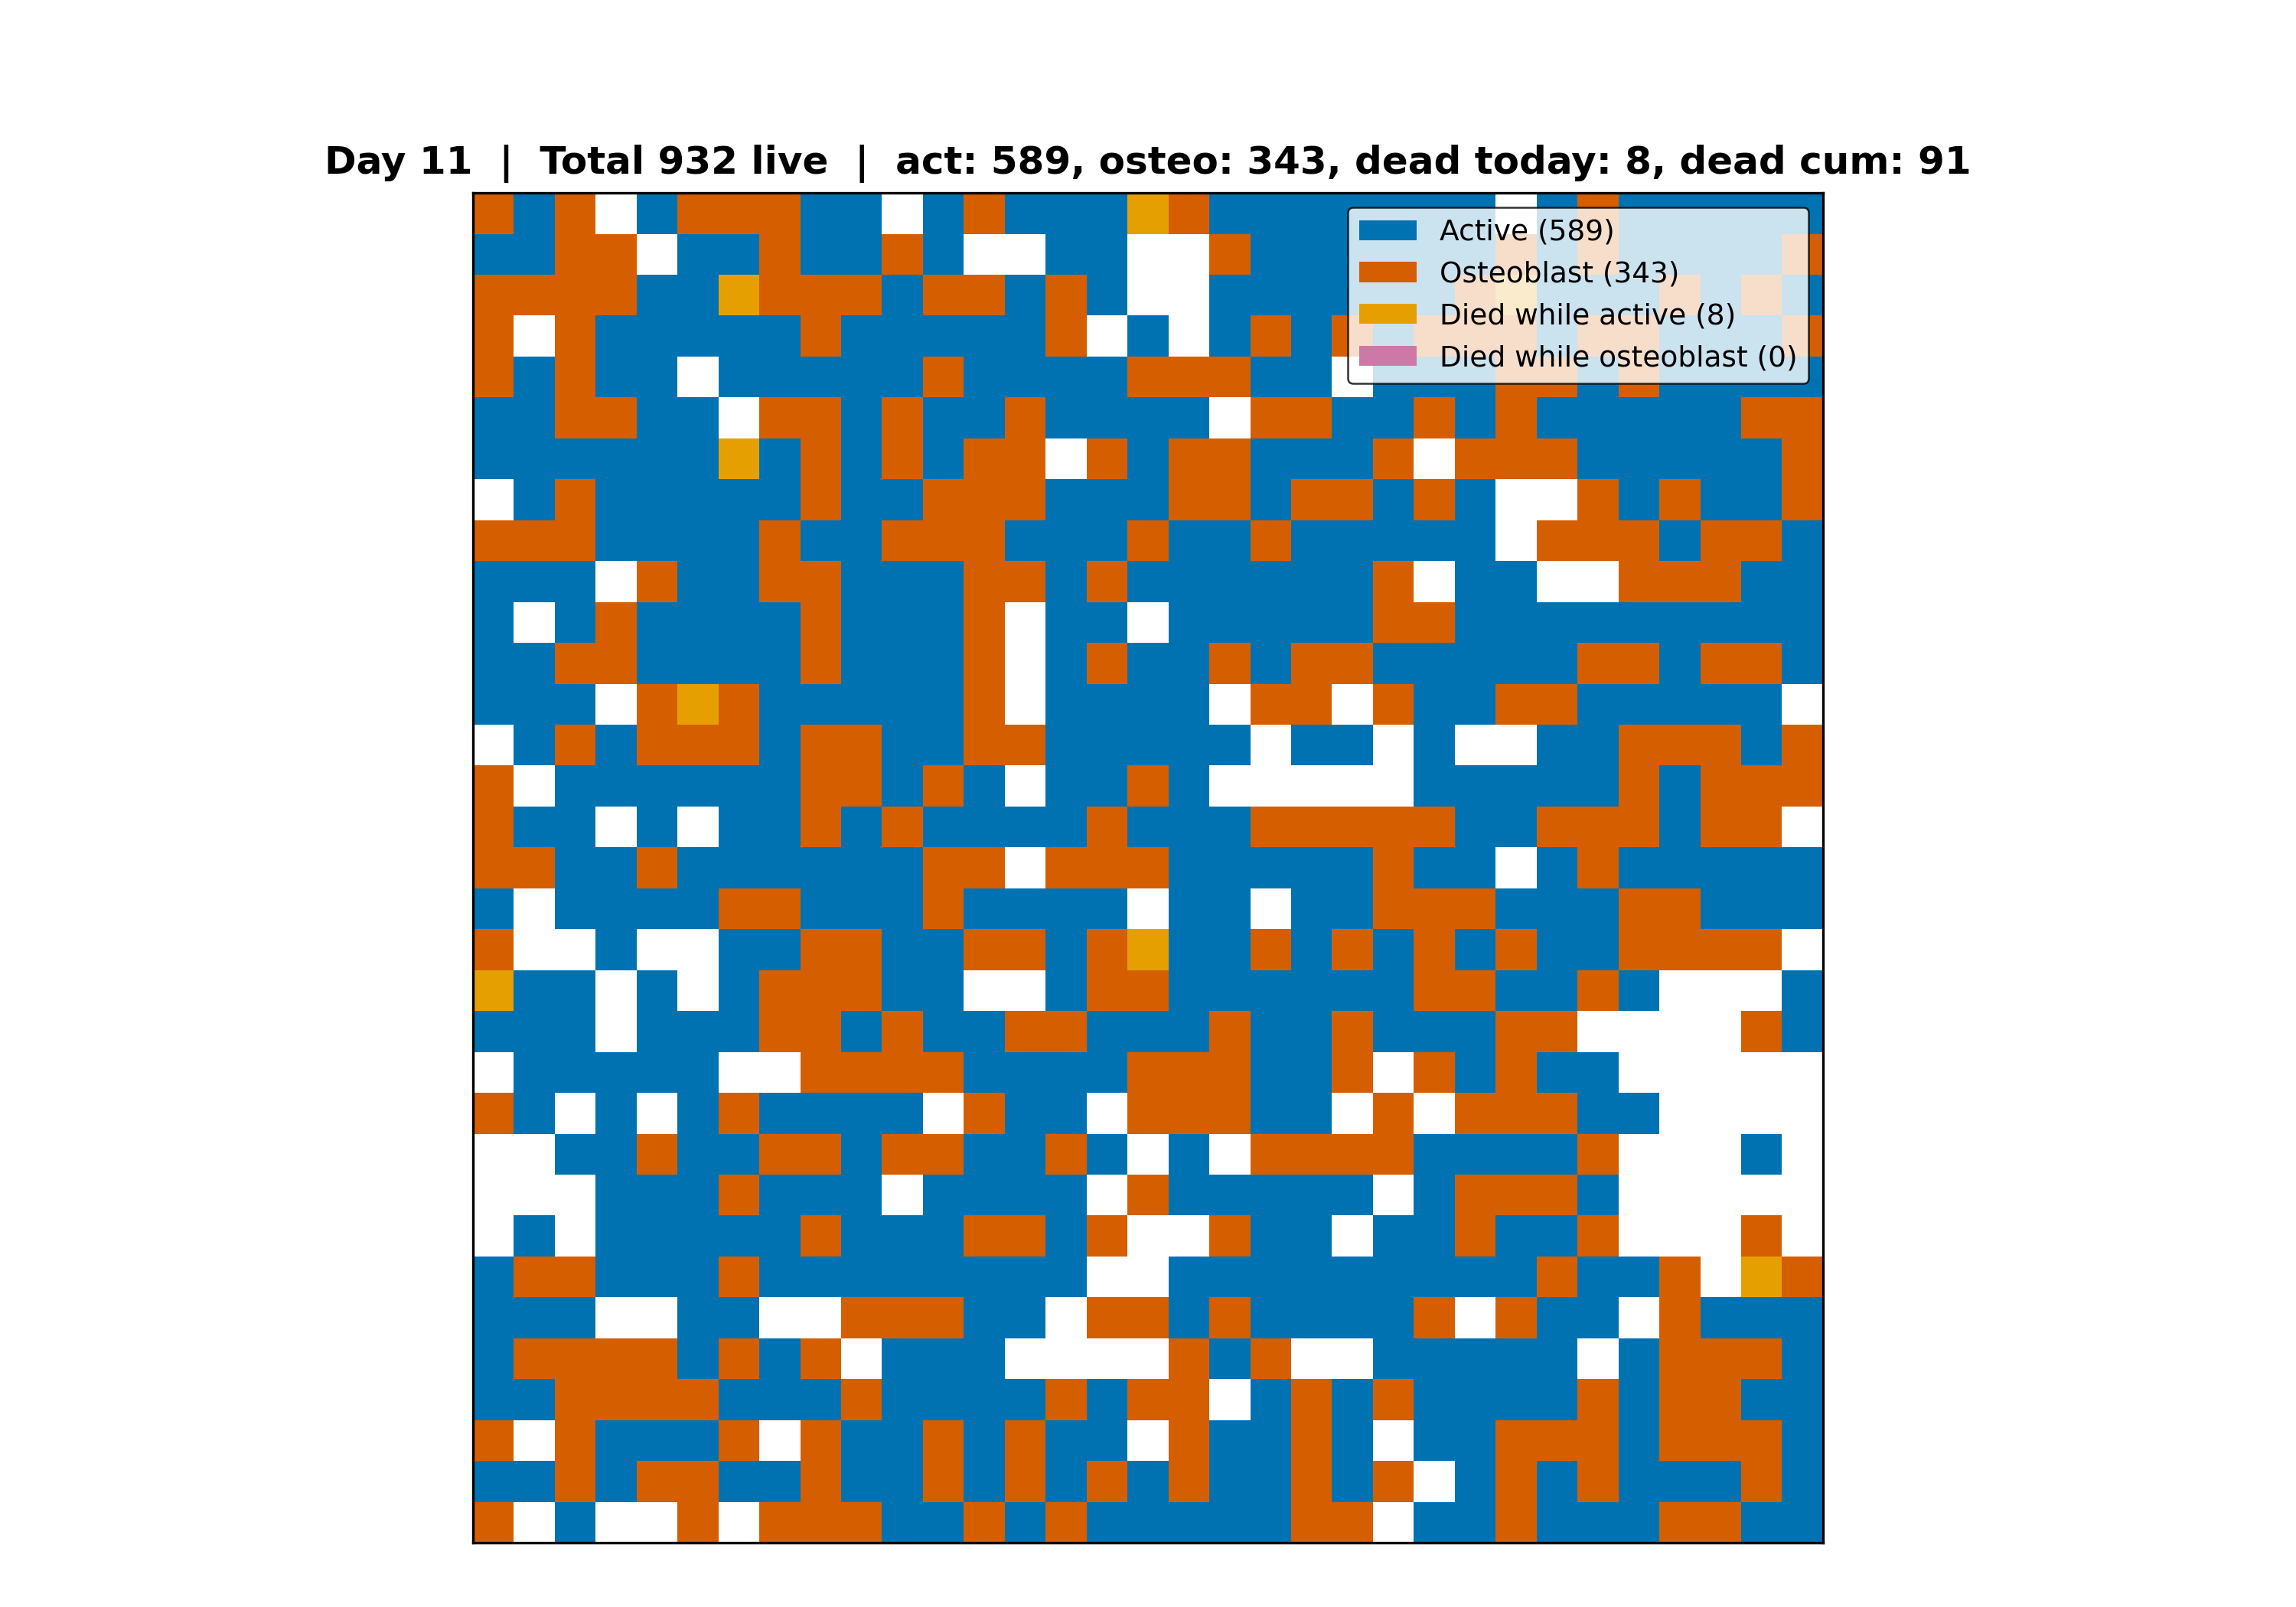 Day 11 | Total 932 live | act: 589, osteo: 343, dead today: 8, dead cum: 91
Active (589)
Osteoblast (343)
Died while active (8)
Died while osteoblast (0)